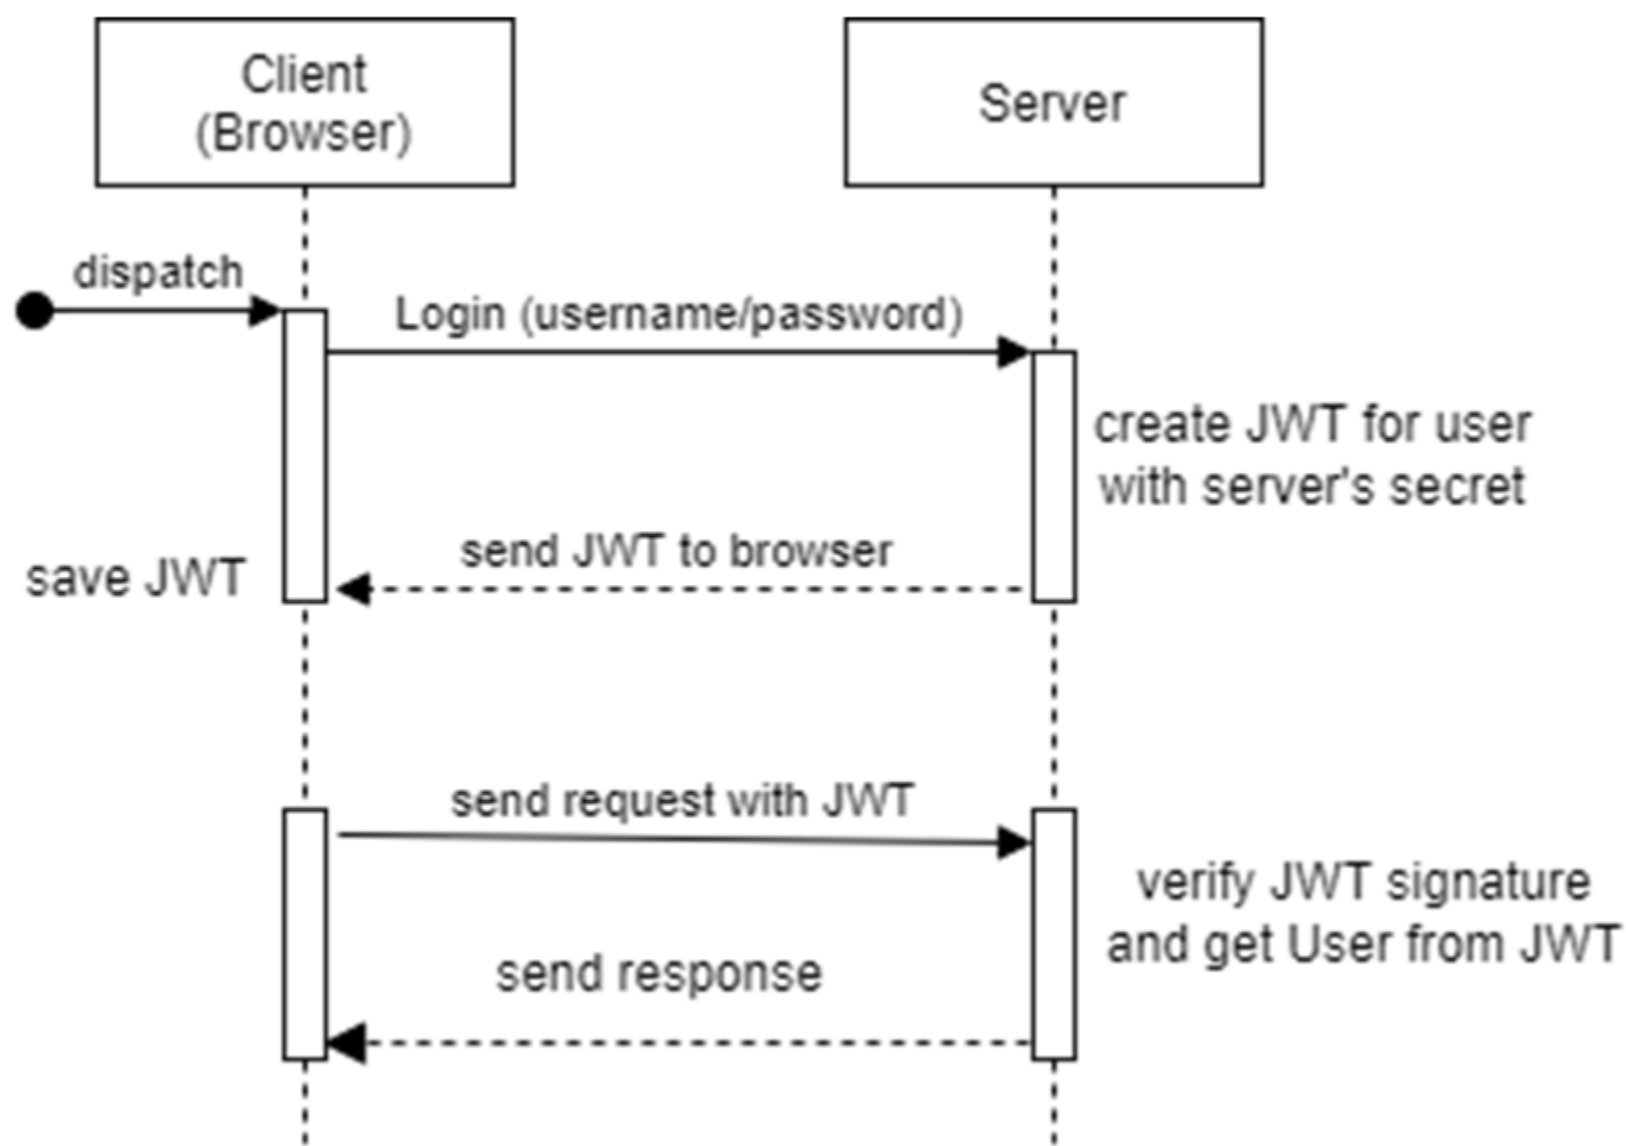 Client
(Browser)
Server
dispatch
Login (username/password)
create JWT for user
with server's secret
send JWT to browser
save JWT
send request with JWT
verify JWT signature
and get User from JWT
send response